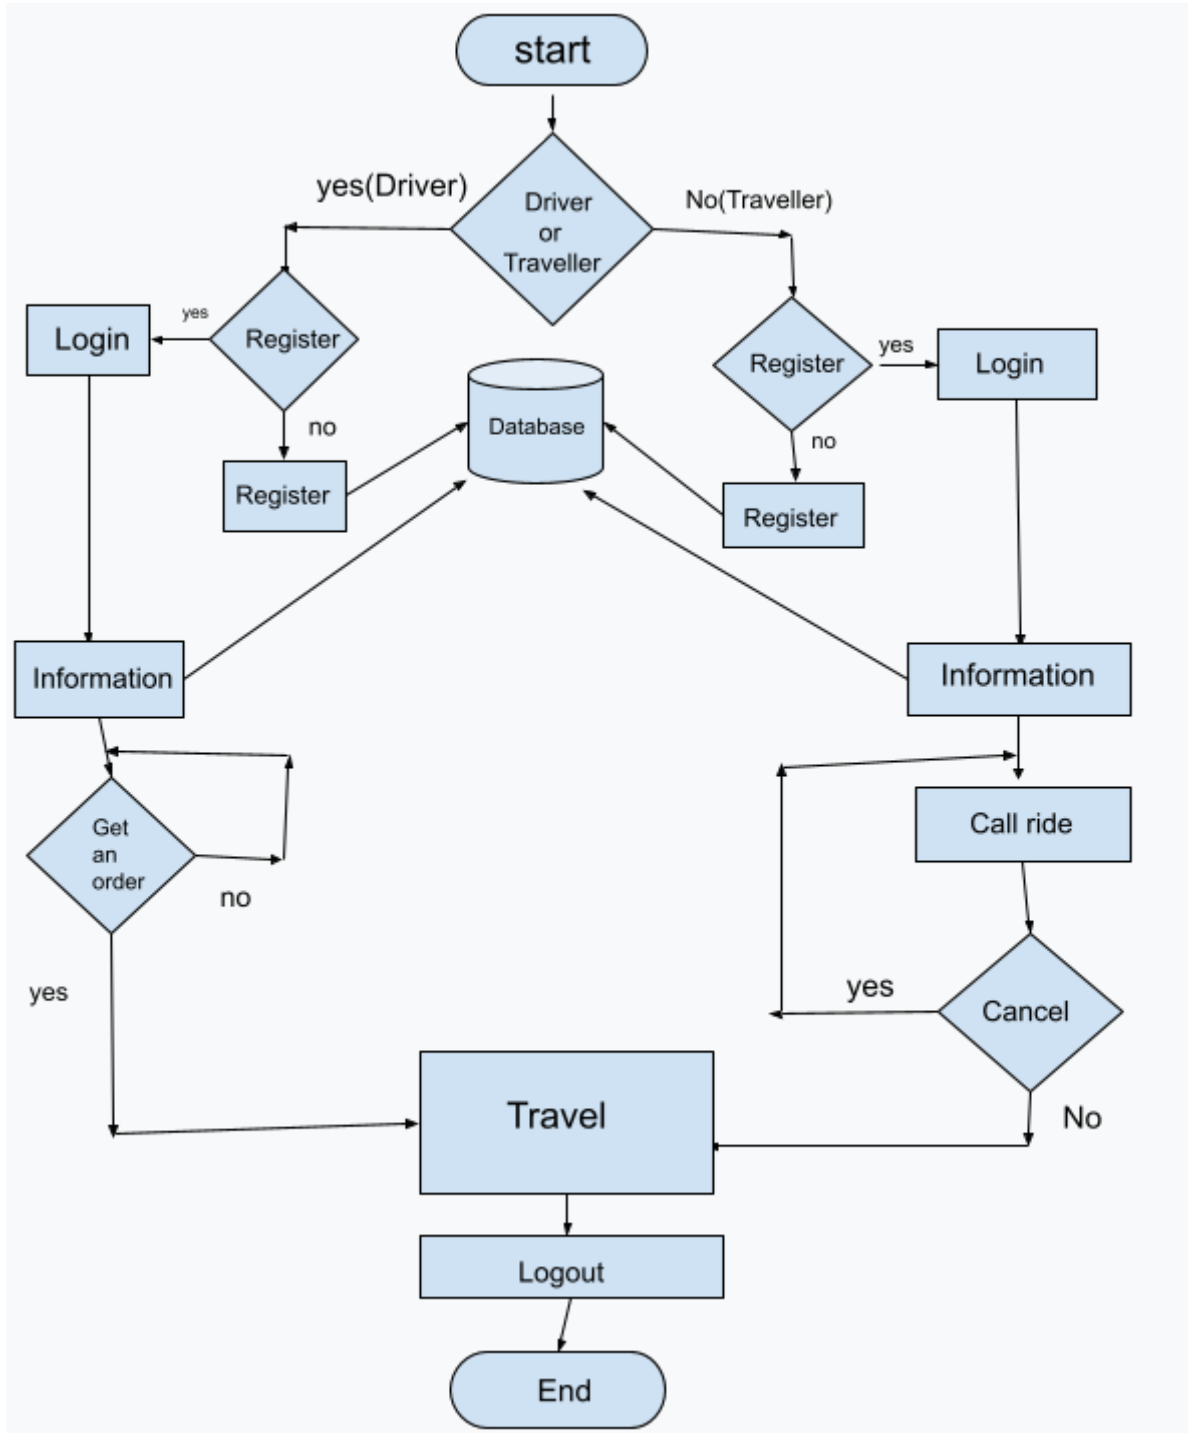 start
yes(Driver)
Driver
or
Traveller
No(Traveller)
Login
yes
Register
no
Register
Database
Register
yes
Login
no
Register
Information
Information
Get
an
order
no
yes
Call ride
yes
Cancel
No
Travel
Logout
End